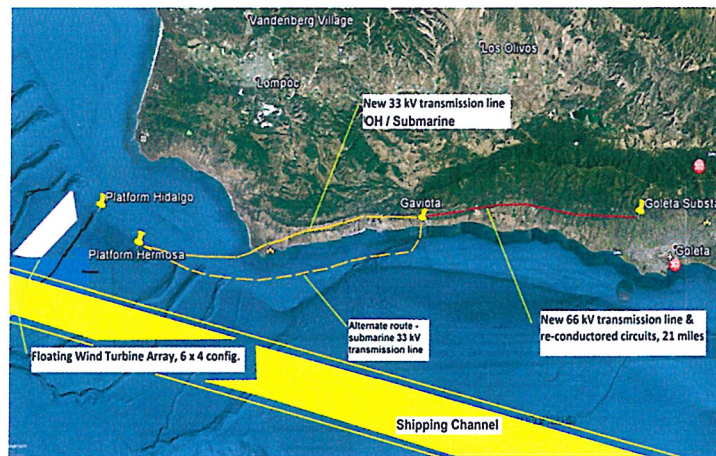 Vandenberg Village
Los Olivos
Lompoc
New 33 kV transmission line
OH / Submarine
Platform Hidalgo
Gaviota
Goleta Substa
Platform Hermosa
Goleta
Alternate route -
submarine 33 kV
transmission line
New 66 kV transmission line &
re-conductored circuits, 21 miles
Floating Wind Turbine Array, 6 x 4 config.
Shipping Channel